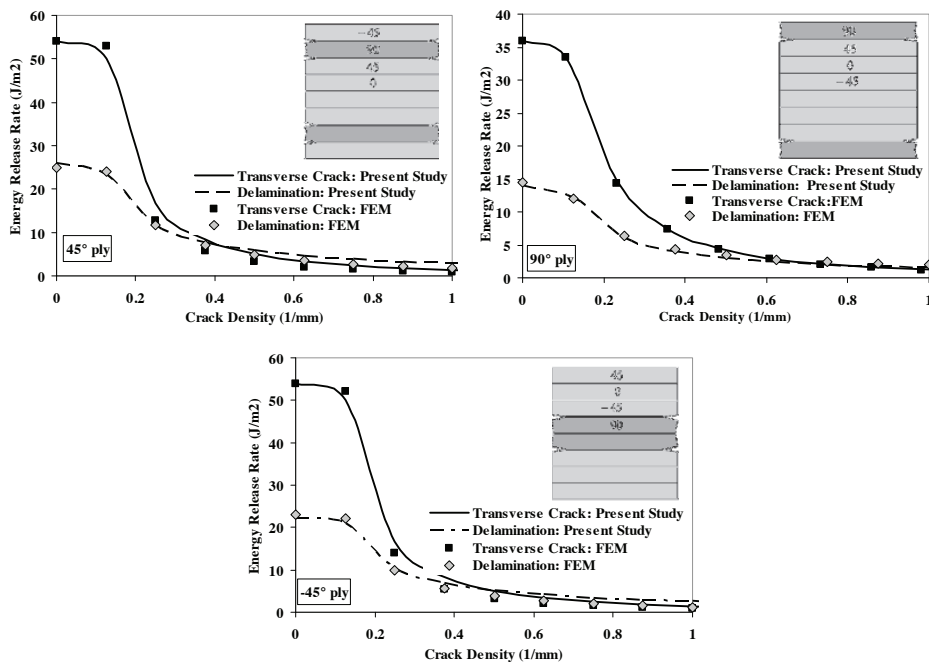 60
50
40
30
20
10
0
Energy Release Rate (J/m2)
−45
45
0
Transverse Crack: Present Study
Delamination: Present Study
Transverse Crack: FEM
Delamination: FEM
45° ply
0 0.2 0.4 0.6 0.8 1
Crack Density (1/mm)
40
35
30
25
20
15
10
5
0
Energy Release Rate (J/m2)
90
45
0
−45
Transverse Crack: Present Study
Delamination: Present Study
Transverse Crack:FEM
Delamination: FEM
90° ply
0 0.2 0.4 0.6 0.8 1
Crack Density (1/mm)
60
50
40
30
20
10
0
Energy Release Rate (J/m2)
45
0
−45
90
Transverse Crack: Present Study
Delamination: Present Study
Transverse Crack: FEM
Delamination: FEM
-45° ply
0 0.2 0.4 0.6 0.8 1
Crack Density (1/mm)